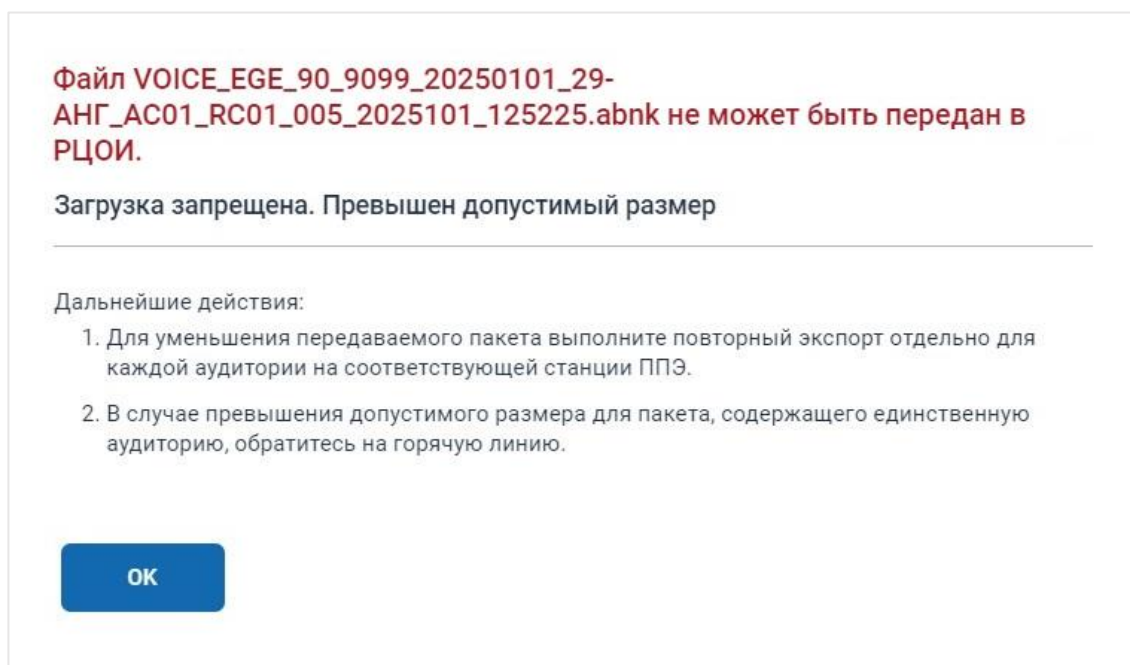 Файл VOICE_EGE_90_9099_20250101_29-
АНГ_AC01_RC01_005_2025101_125225.abnk не может быть передан в
РЦОИ.
Загрузка запрещена. Превышен допустимый размер
Дальнейшие действия:
1. Для уменьшения передаваемого пакета выполните повторный экспорт отдельно для
каждой аудитории на соответствующей станции ППЭ.
2. В случае превышения допустимого размера для пакета, содержащего единственную
аудиторию, обратитесь на горячую линию.
ОК